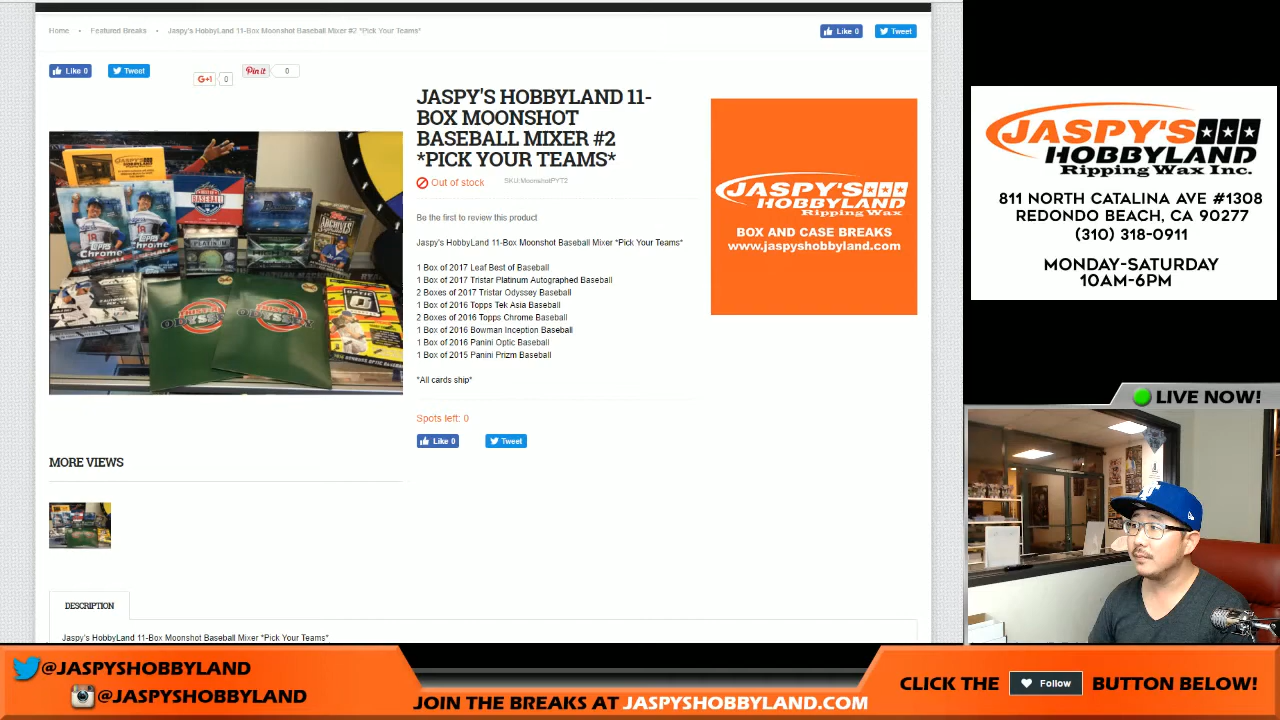 Home • Featured Breaks • Jaspy's HobbyLand 11-Box Moonshot Baseball Mixer #2 *Pick Your Teams*
Like 0 Tweet
Like 0 Tweet G+1 0 Pin it 0
JASPY'S HOBBYLAND 11-
BOX MOONSHOT
BASEBALL MIXER #2
*PICK YOUR TEAMS*
Out of stock SKU:MoonshotPYT2
Be the first to review this product
Jaspy's HobbyLand 11-Box Moonshot Baseball Mixer *Pick Your Teams*
1 Box of 2017 Leaf Best of Baseball
1 Box of 2017 Tristar Platinum Autographed Baseball
2 Boxes of 2017 Tristar Odyssey Baseball
1 Box of 2016 Topps Tek Asia Baseball
2 Boxes of 2016 Topps Chrome Baseball
1 Box of 2016 Bowman Inception Baseball
1 Box of 2016 Panini Optic Baseball
1 Box of 2015 Panini Prizm Baseball
*All cards ship*
Spots left: 0
Like 0 Tweet
JASPY'S
HOBBYLAND
Ripping Wax
BOX AND CASE BREAKS
www.jaspyshobbyland.com
MORE VIEWS
DESCRIPTION
Jaspy's HobbyLand 11-Box Moonshot Baseball Mixer *Pick Your Teams*
JASPY'S
HOBBYLAND
Ripping Wax Inc.
811 NORTH CATALINA AVE #1308
REDONDO BEACH, CA 90277
(310) 318-0911
MONDAY-SATURDAY
10AM-6PM
LIVE NOW!
@JASPYSHOBBYLAND
@JASPYSHOBBYLAND
JOIN THE BREAKS AT JASPYSHOBBYLAND.COM
CLICK THE Follow BUTTON BELOW!